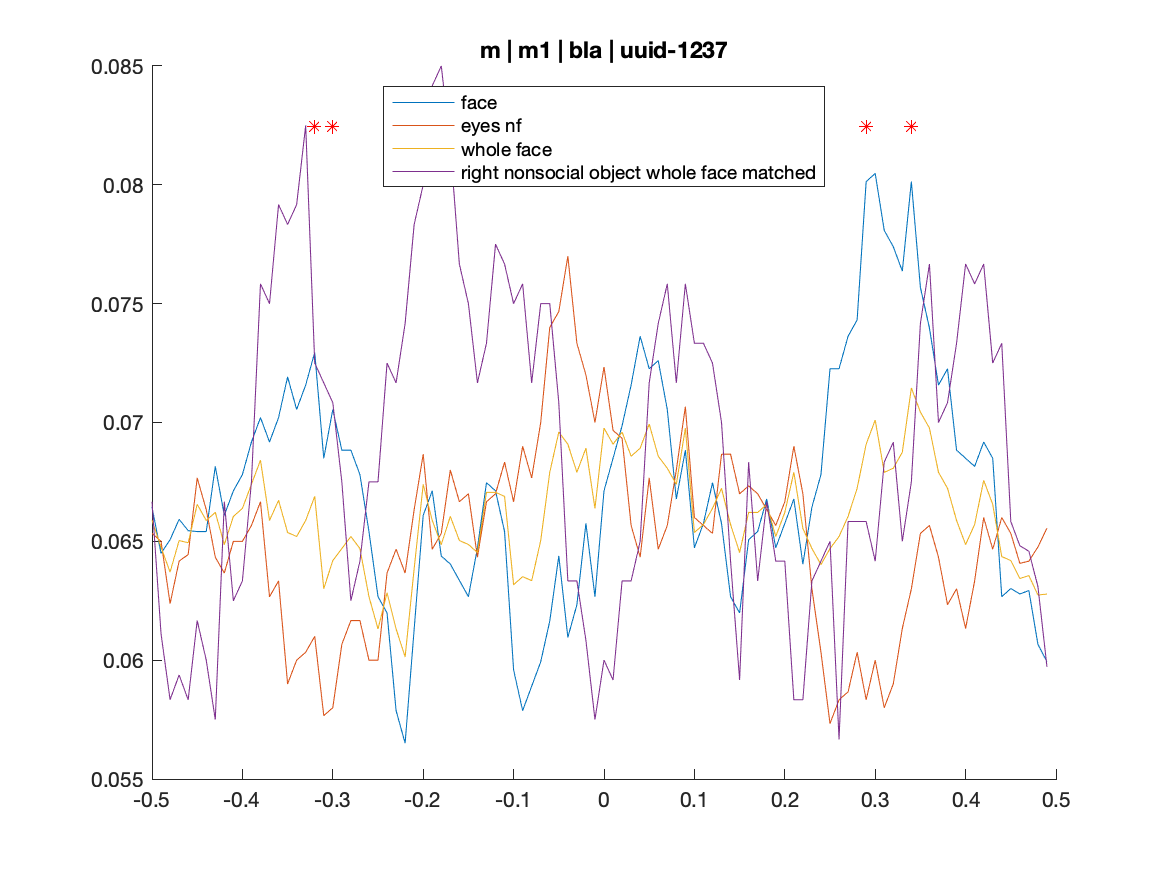 m | m1 | bla | uuid-1237
face
eyes nf
whole face
right nonsocial object whole face matched
0.085
0.08
0.075
0.07
0.065
0.06
0.055
-0.5 -0.4 -0.3 -0.2 -0.1 0 0.1 0.2 0.3 0.4 0.5